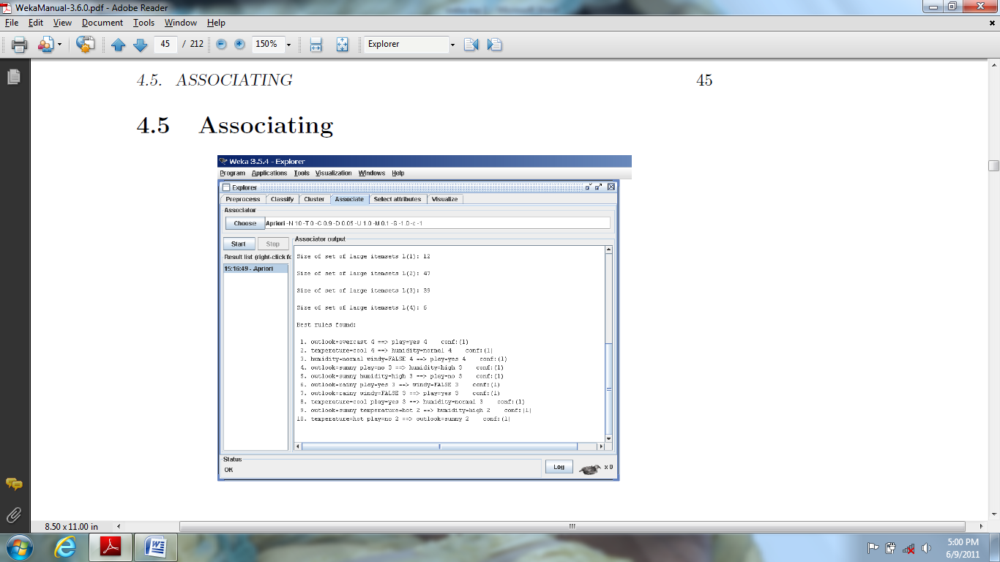 WekaManual-3.6.0.pdf - Adobe Reader
File Edit View Document Tools Window Help
45 / 212 150% Explorer
4.5. ASSOCIATING 45
4.5 Associating
Weka 3.5.4 - Explorer
Program Applications Tools Visualization Windows Help
Explorer
Preprocess Classify Cluster Associate Select attributes Visualize
Associator
Choose Apriori -N 10 -T 0 -C 0.9 -D 0.05 -U 1.0 -M 0.1 -S -1.0 -c -1
Start Stop
Associator output
Result list (right-click fo
15:16:49 - Apriori
Size of set of large itemsets L(1): 12
Size of set of large itemsets L(2): 47
Size of set of large itemsets L(3): 39
Size of set of large itemsets L(4): 6
Best rules found:
1. outlook=overcast 4 ==> play=yes 4 conf:(1)
2. temperature=cool 4 ==> humidity=normal 4 conf:(1)
3. humidity=normal windy=FALSE 4 ==> play=yes 4 conf:(1)
4. outlook=sunny play=no 3 ==> humidity=high 3 conf:(1)
5. outlook=sunny humidity=high 3 ==> play=no 3 conf:(1)
6. outlook=rainy play=yes 3 ==> windy=FALSE 3 conf:(1)
7. outlook=rainy windy=FALSE 3 ==> play=yes 3 conf:(1)
8. temperature=cool play=yes 3 ==> humidity=normal 3 conf:(1)
9. outlook=sunny temperature=hot 2 ==> humidity=high 2 conf:(1)
10. temperature=hot play=no 2 ==> outlook=sunny 2 conf:(1)
Status
OK
Log x 0
8.50 x 11.00 in
5:00 PM
6/9/2011